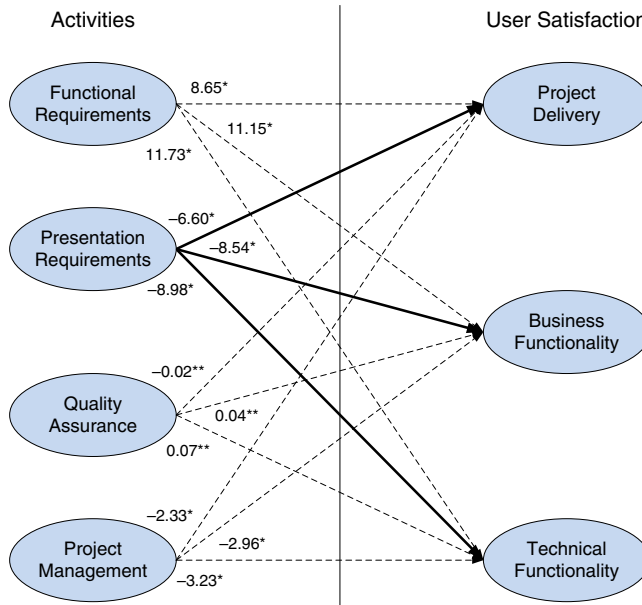 Activities
User Satisfaction
Functional
Requirements
8.65*
11.15*
11.73*
Project
Delivery
Presentation
Requirements
–6.60*
–8.54*
–8.98*
Business
Functionality
Quality
Assurance
–0.02**
0.04**
0.07**
Project
Management
–2.33*
–2.96*
–3.23*
Technical
Functionality